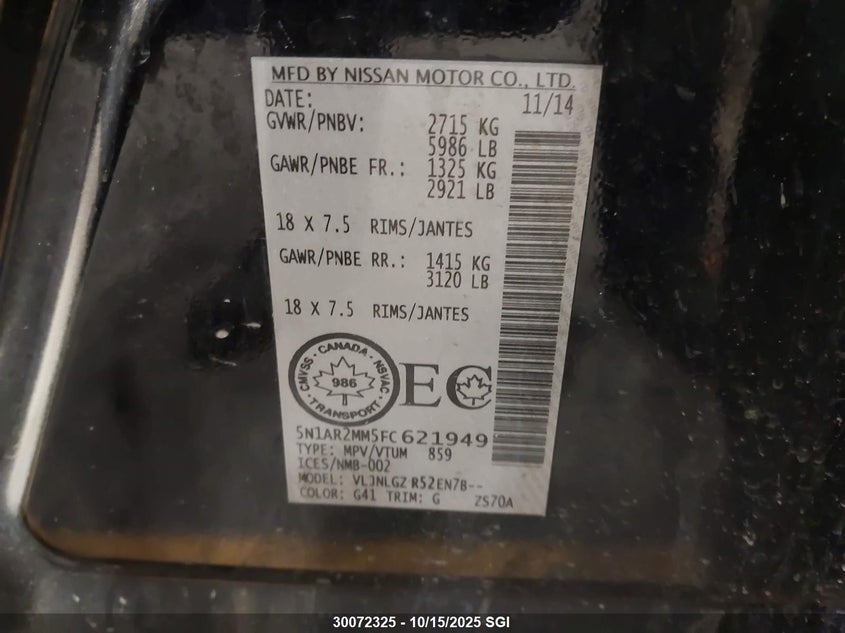 MFD BY NISSAN MOTOR CO., LTD.
DATE: 11/14
GVWR/PNBV: 2715 KG
5986 LB
GAWR/PNBE FR.: 1325 KG
2921 LB
18 X 7.5 RIMS/JANTES
GAWR/PNBE RR.: 1415 KG
3120 LB
18 X 7.5 RIMS/JANTES
CANADA · NSVAC · TRANSPORT · CMVSS ·
986
EC
5N1AR2MM5FC621949
TYPE: MPV/VTUM 859
ICES/NMB-002
MODEL: VLJNLGZ R52EN7B--
COLOR: G41 TRIM: G ZS70A
30072325 - 10/15/2025 SGI